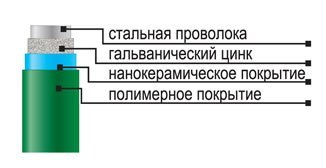 стальная проволока
гальванический цинк
нанокерамическое покрытие
полимерное покрытие